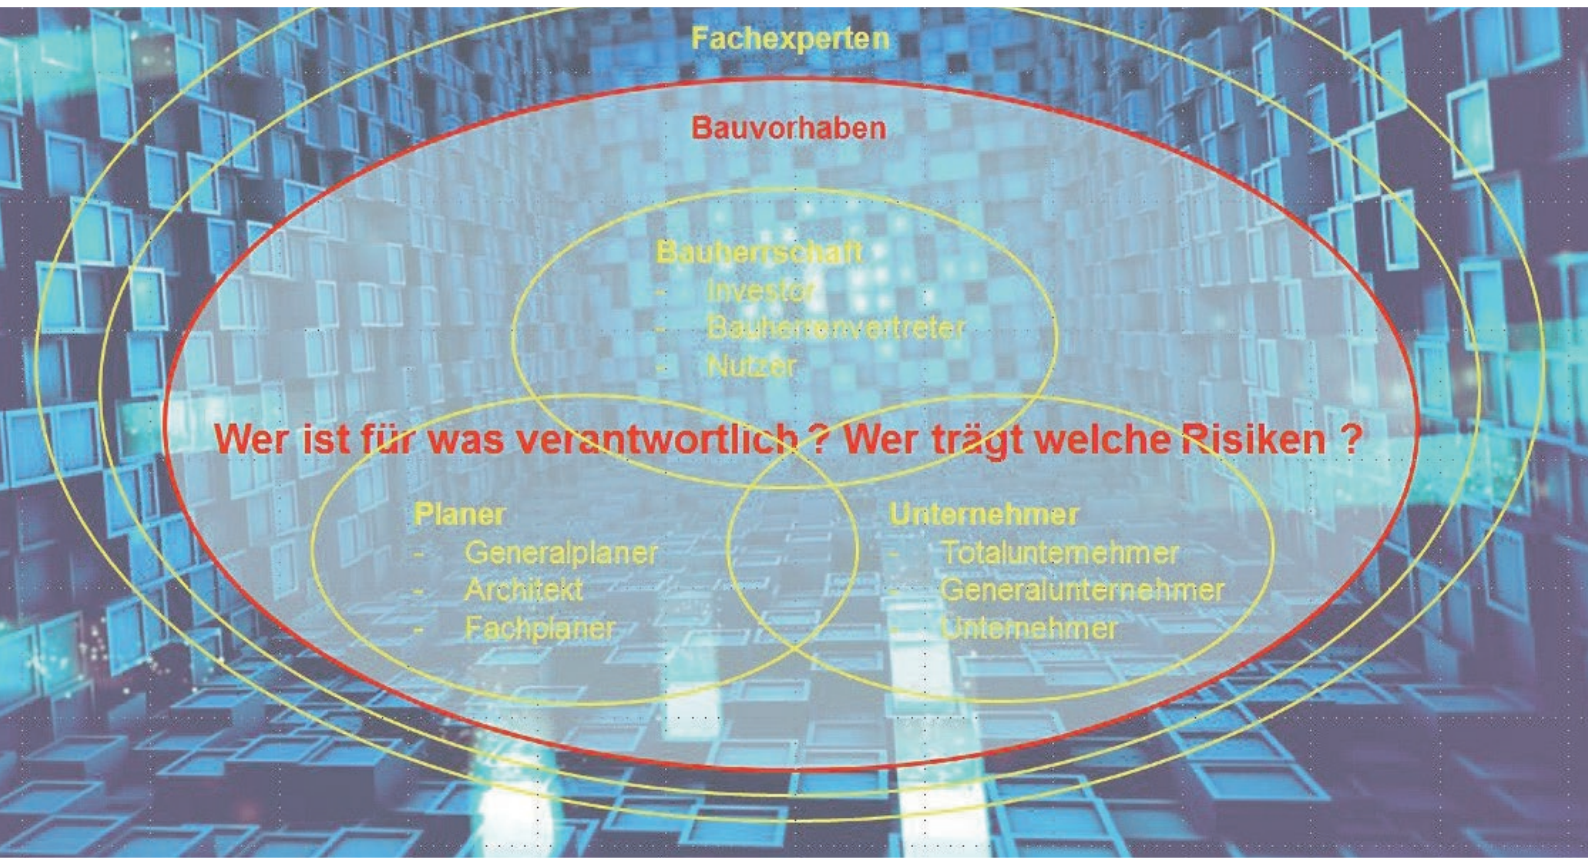 Fachexperten
Bauvorhaben
Bauherrschaft
- Investor
- Bauherrenvertreter
- Nutzer
Wer ist für was verantwortlich ? Wer trägt welche Risiken ?
Planer
- Generalplaner
- Architekt
- Fachplaner
Unternehmer
- Totalunternehmer
- Generalunternehmer
- Unternehmer